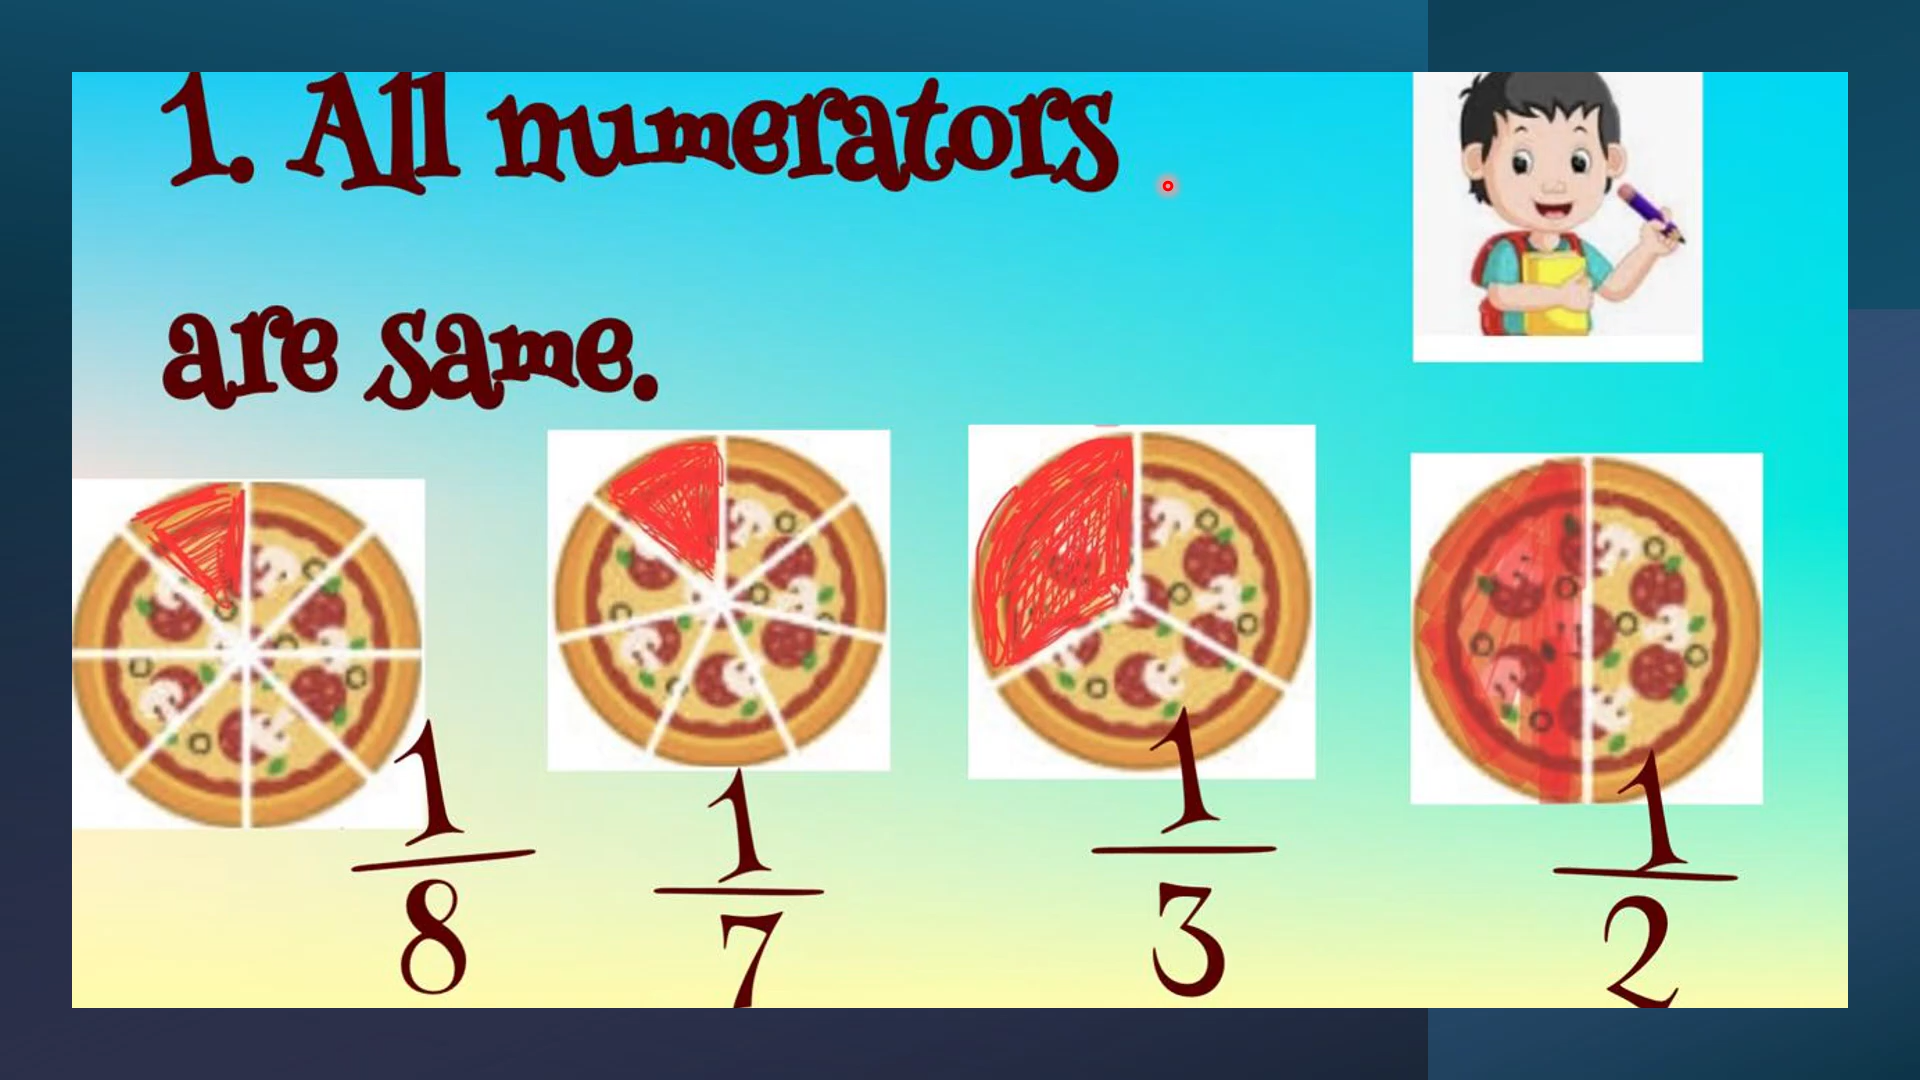 1. All numerators
are same.
1/8
1/7
1/3
1/2